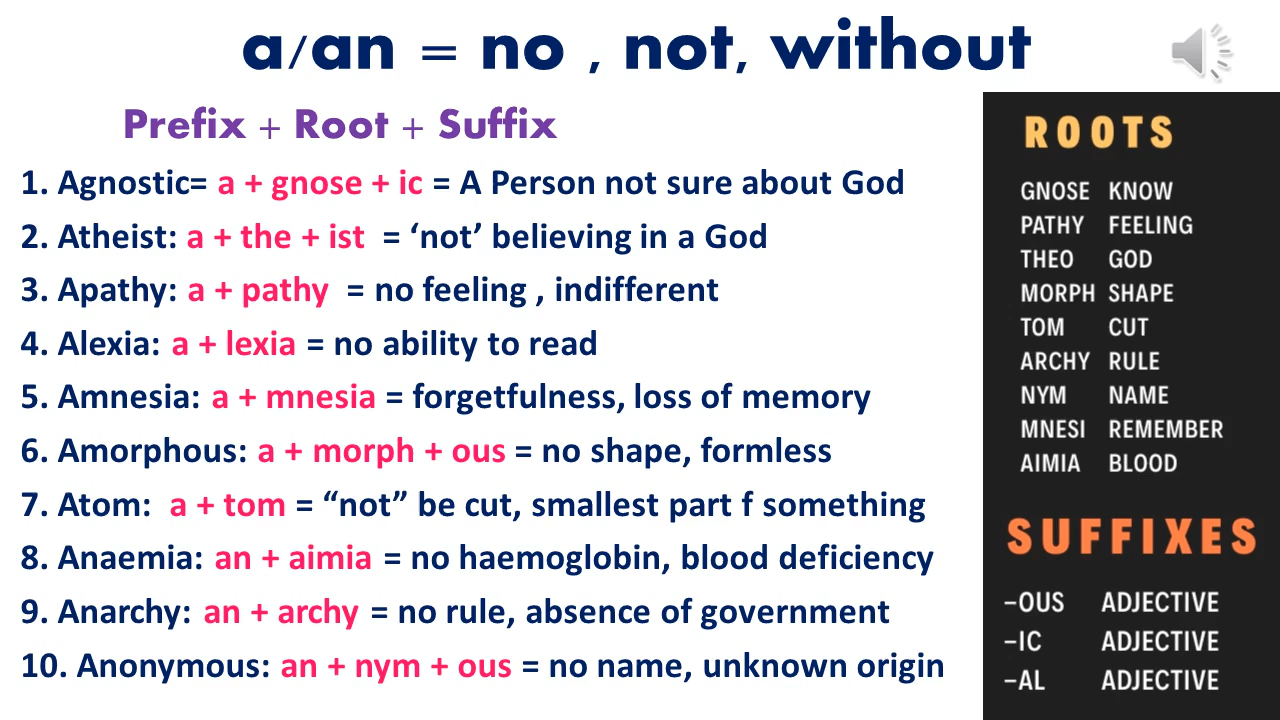 a/an = no , not, without
Prefix + Root + Suffix
1. Agnostic= a + gnose + ic = A Person not sure about God
2. Atheist: a + the + ist = ‘not’ believing in a God
3. Apathy: a + pathy = no feeling , indifferent
4. Alexia: a + lexia = no ability to read
5. Amnesia: a + mnesia = forgetfulness, loss of memory
6. Amorphous: a + morph + ous = no shape, formless
7. Atom: a + tom = “not” be cut, smallest part f something
8. Anaemia: an + aimia = no haemoglobin, blood deficiency
9. Anarchy: an + archy = no rule, absence of government
10. Anonymous: an + nym + ous = no name, unknown origin
ROOTS
GNOSE KNOW
PATHY FEELING
THEO GOD
MORPH SHAPE
TOM CUT
ARCHY RULE
NYM NAME
MNESI REMEMBER
AIMIA BLOOD
SUFFIXES
–OUS ADJECTIVE
–IC ADJECTIVE
–AL ADJECTIVE